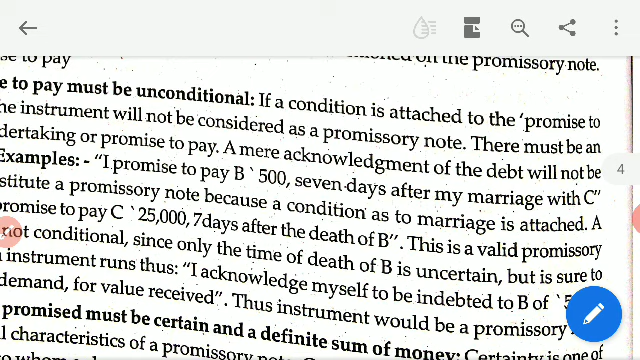 se to pay on the promissory note.
e to pay must be unconditional: If a condition is attached to the 'promise to
he instrument will not be considered as a promissory note. There must be an
dertaking or promise to pay. A mere acknowledgment of the debt will not be
Examples: - "I promise to pay B ` 500, seven days after my marriage with C"
stitute a promissory note because a condition as to marriage is attached. A
promise to pay C ` 25,000, 7days after the death of B". This is a valid promissory
not conditional, since only the time of death of B is uncertain, but is sure to
instrument runs thus: "I acknowledge myself to be indebted to B of ` 5
demand, for value received". Thus instrument would be a promissory
promised must be certain and a definite sum of money: Certainty is one of
l characteristics of a promissory
to whom
4